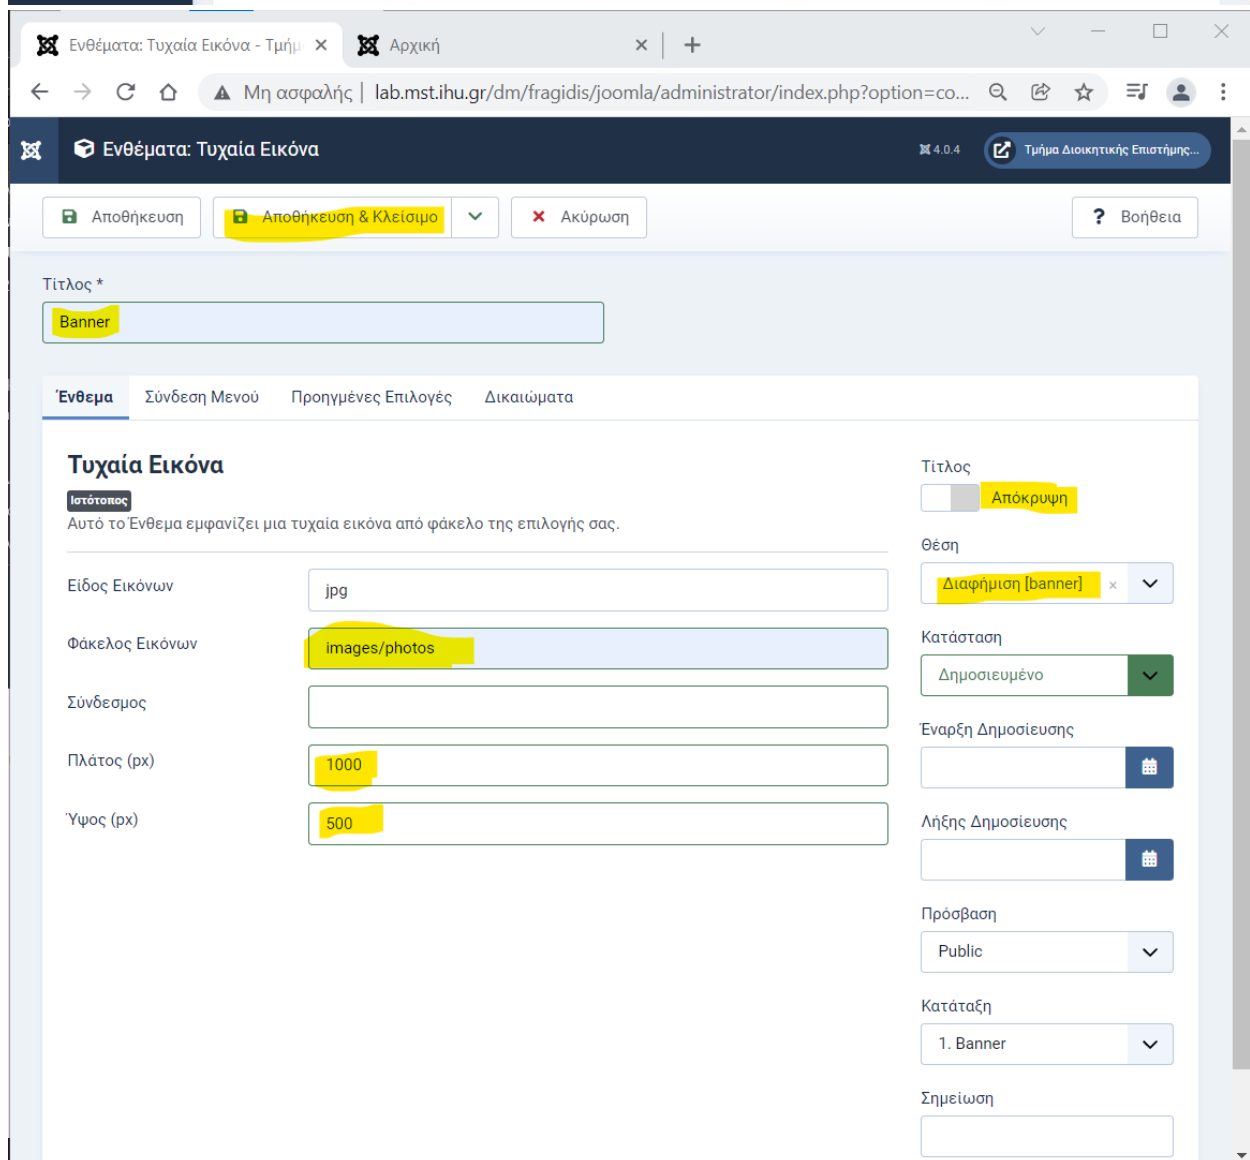 Ενθέματα: Τυχαία Εικόνα - Τμήμ
Αρχική
Μη ασφαλής | lab.mst.ihu.gr/dm/fragidis/joomla/administrator/index.php?option=co...
Ενθέματα: Τυχαία Εικόνα
4.0.4
Τμήμα Διοικητικής Επιστήμης...
Αποθήκευση
Αποθήκευση & Κλείσιμο
Ακύρωση
? Βοήθεια
Τίτλος *
Banner
Ένθεμα
Σύνδεση Μενού
Προηγμένες Επιλογές
Δικαιώματα
Τυχαία Εικόνα
Ιστότοπος
Αυτό το Ένθεμα εμφανίζει μια τυχαία εικόνα από φάκελο της επιλογής σας.
Είδος Εικόνων
jpg
Φάκελος Εικόνων
images/photos
Σύνδεσμος
Πλάτος (px)
1000
Ύψος (px)
500
Τίτλος
Απόκρυψη
Θέση
Διαφήμιση [banner]
Κατάσταση
Δημοσιευμένο
Έναρξη Δημοσίευσης
Λήξης Δημοσίευσης
Πρόσβαση
Public
Κατάταξη
1. Banner
Σημείωση